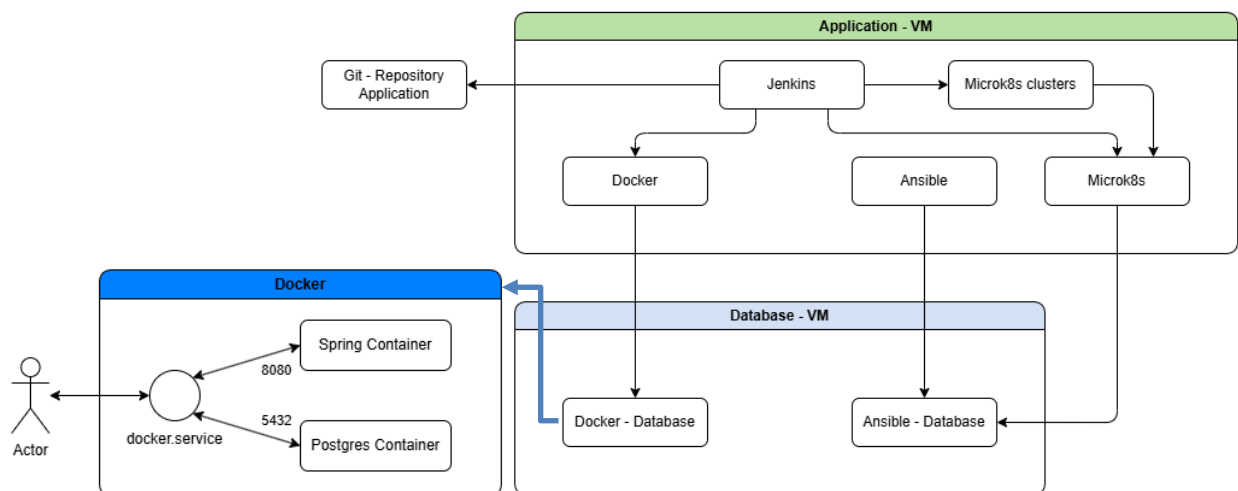 Application - VM
Git - Repository
Application
Jenkins
Microk8s clusters
Docker
Ansible
Microk8s
Docker
Database - VM
Spring Container
8080
5432
docker.service
Postgres Container
Actor
Docker - Database
Ansible - Database